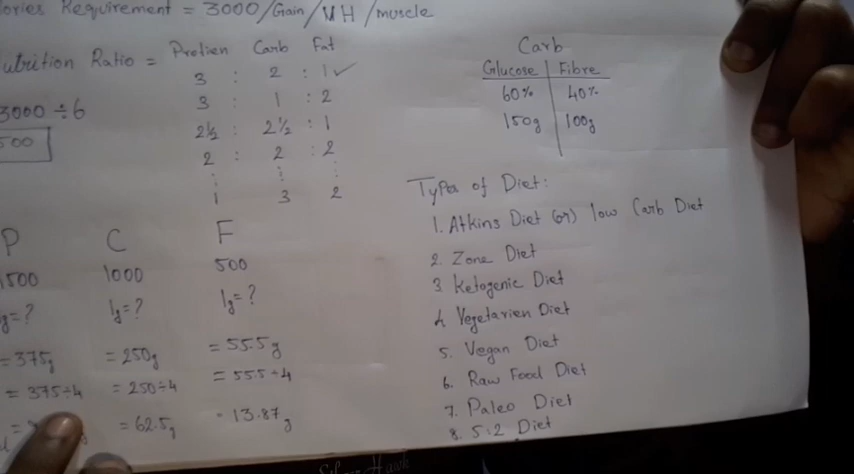 ories Requirement = 3000/Gain/MH/muscle
utrition Ratio = Protien Carb Fat
3 : 2 : 1 ✓
3 : 1 : 2
2½ : 2½ : 1
2 : 2 : 2
1 3 2
3000 ÷ 6
500
P C F
1500 1000 500
g = ? 1g = ? 1g = ?
= 375g = 250g = 55.5g
= 375÷4 = 250÷4 = 55.5÷4
= 62.5g = 13.87g
Carb
Glucose Fibre
60% 40%
150g 100g
Types of Diet:
1. Atkins Diet (or) low Carb Diet
2. Zone Diet
3 Ketogenic Diet
4 Vegetarien Diet
5. Vegan Diet
6. Raw Food Diet
7. Paleo Diet
8. 5:2 Diet